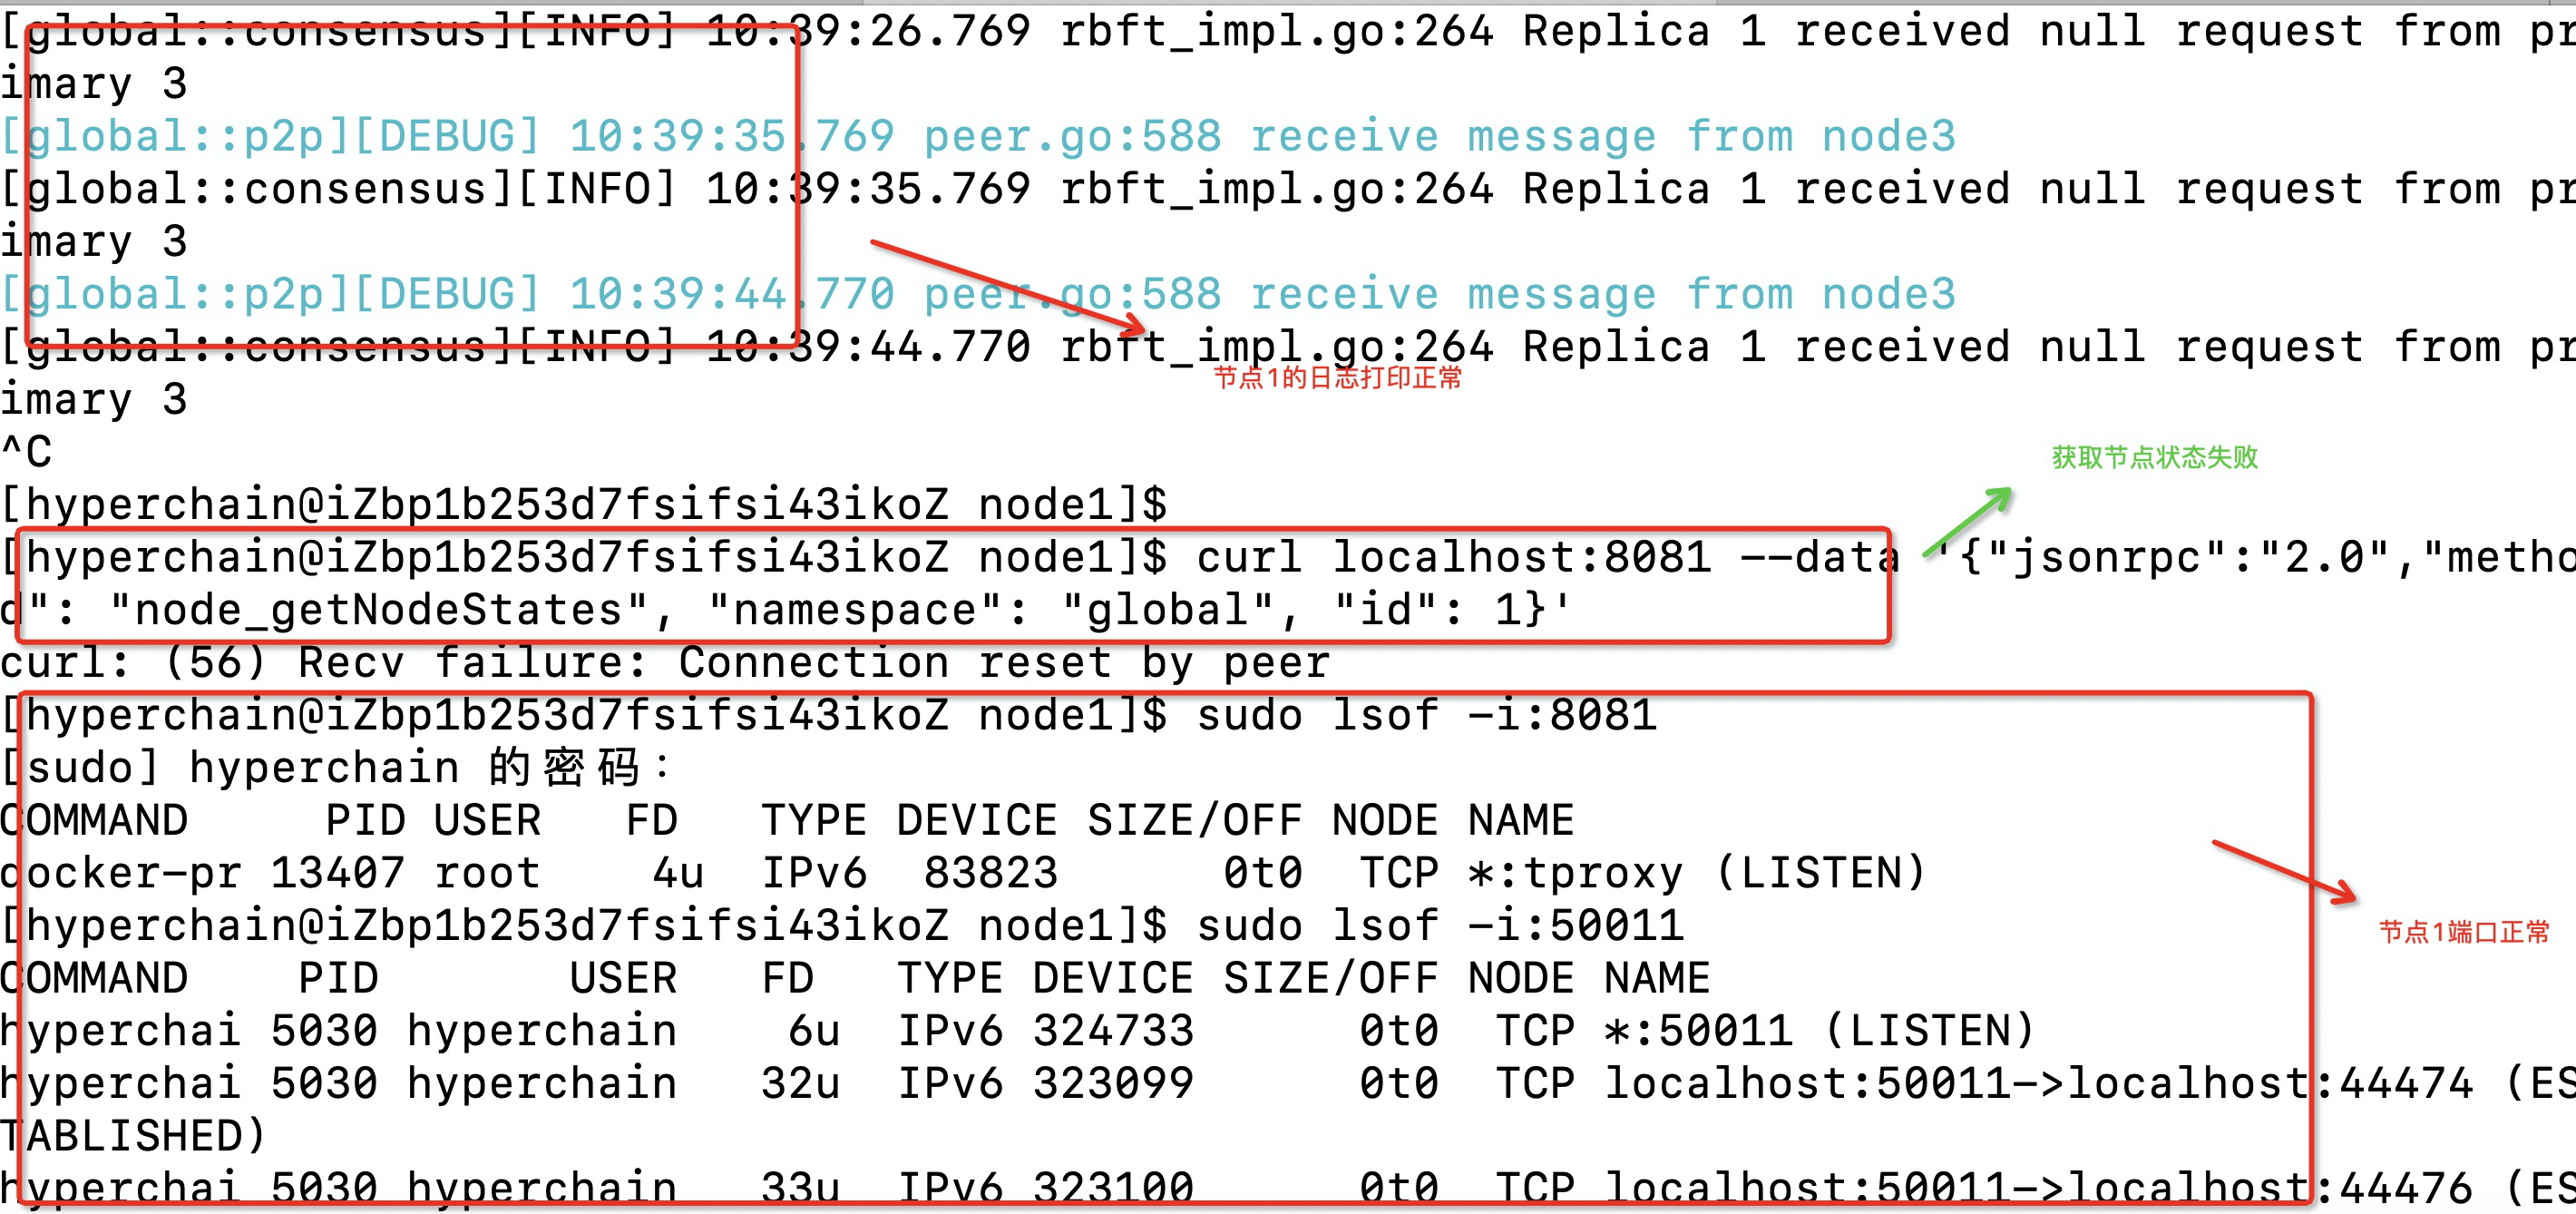 [global::consensus][INFO] 10:39:26.769 rbft_impl.go:264 Replica 1 received null request from pr
imary 3
[global::p2p][DEBUG] 10:39:35.769 peer.go:588 receive message from node3
[global::consensus][INFO] 10:39:35.769 rbft_impl.go:264 Replica 1 received null request from pr
imary 3
[global::p2p][DEBUG] 10:39:44.770 peer.go:588 receive message from node3
[global::consensus][INFO] 10:39:44.770 rbft_impl.go:264 Replica 1 received null request from pr
节点1的日志打印正常
imary 3
^C
获取节点状态失败
[hyperchain@iZbp1b253d7fsifsi43ikoZ node1]$
[hyperchain@iZbp1b253d7fsifsi43ikoZ node1]$ curl localhost:8081 --data '{"jsonrpc":"2.0","metho
d": "node_getNodeStates", "namespace": "global", "id": 1}'
curl: (56) Recv failure: Connection reset by peer
[hyperchain@iZbp1b253d7fsifsi43ikoZ node1]$ sudo lsof -i:8081
[sudo] hyperchain 的密码：
COMMAND     PID USER   FD   TYPE DEVICE SIZE/OFF NODE NAME
docker-pr 13407 root    4u  IPv6  83823      0t0  TCP *:tproxy (LISTEN)
[hyperchain@iZbp1b253d7fsifsi43ikoZ node1]$ sudo lsof -i:50011
节点1端口正常
COMMAND    PID       USER   FD   TYPE DEVICE SIZE/OFF NODE NAME
hyperchai 5030 hyperchain    6u  IPv6 324733      0t0  TCP *:50011 (LISTEN)
hyperchai 5030 hyperchain   32u  IPv6 323099      0t0  TCP localhost:50011->localhost:44474 (ES
TABLISHED)
hyperchai 5030 hyperchain   33u  IPv6 323100      0t0  TCP localhost:50011->localhost:44476 (ES